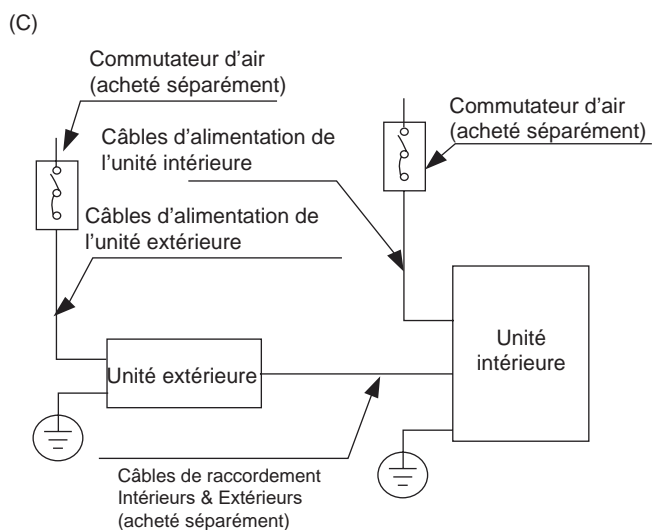 (C)
Commutateur d'air
(acheté séparément)
Commutateur d'air
(acheté séparément)
Câbles d'alimentation de
l'unité intérieure
Câbles d'alimentation de
l'unité extérieure
Unité
intérieure
Unité extérieure
Câbles de raccordement
Intérieurs & Extérieurs
(acheté séparément)